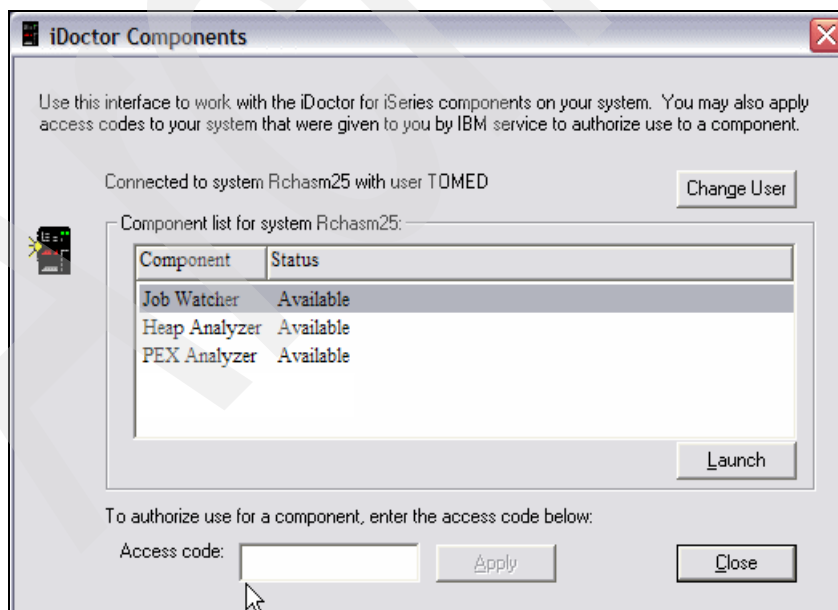 iDoctor Components
Use this interface to work with the iDoctor for iSeries components on your system. You may also apply
access codes to your system that were given to you by IBM service to authorize use to a component.
Connected to system Rchasm25 with user TOMED
Change User
Component list for system Rchasm25:
Component Status
Job Watcher Available
Heap Analyzer Available
PEX Analyzer Available
Launch
To authorize use for a component, enter the access code below:
Access code: Apply Close